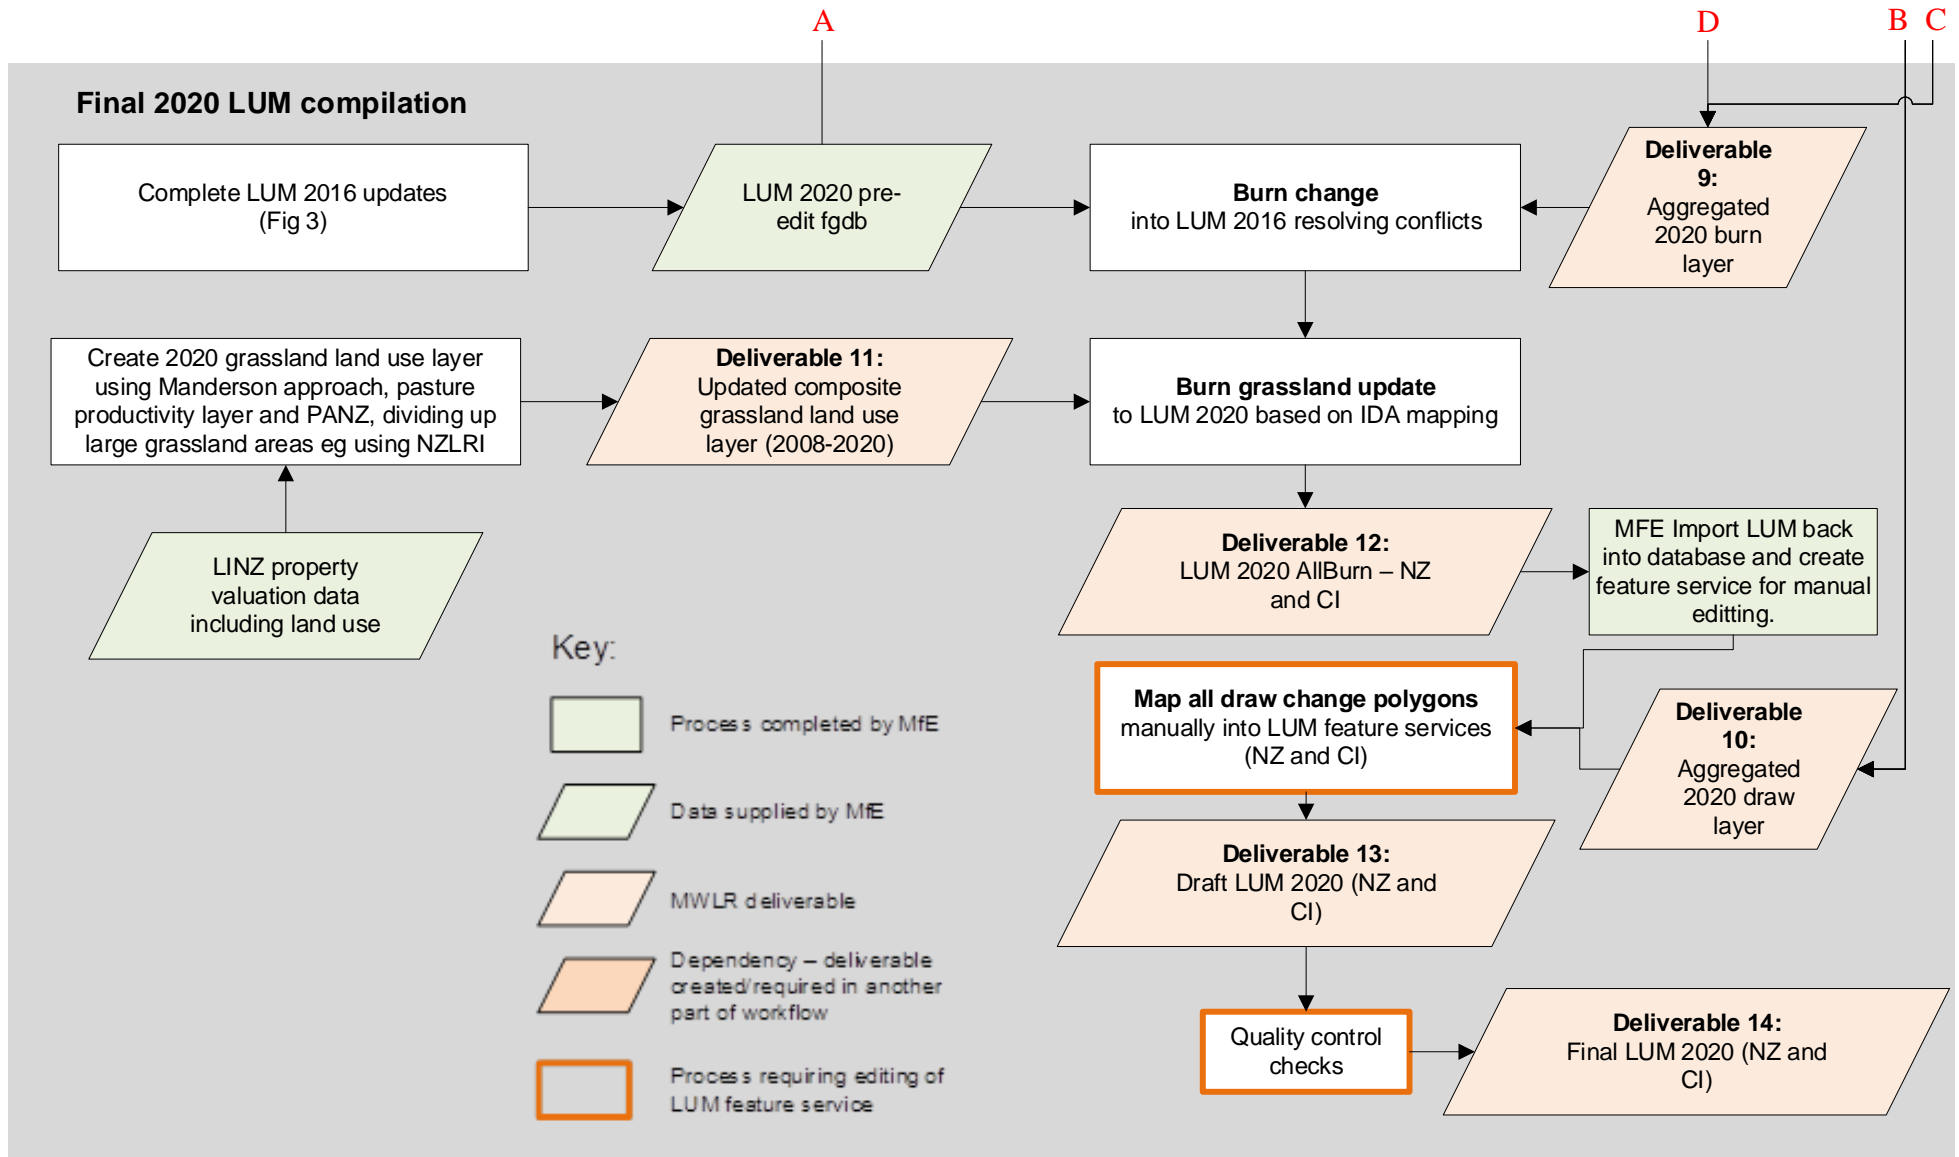 A
D
B
C
Final 2020 LUM compilation
Complete LUM 2016 updates
(Fig 3)
LUM 2020 pre-
edit fgdb
Burn change
into LUM 2016 resolving conflicts
Deliverable
9:
Aggregated
2020 burn
layer
Create 2020 grassland land use layer
using Manderson approach, pasture
productivity layer and PANZ, dividing up
large grassland areas eg using NZLRI
Deliverable 11:
Updated composite
grassland land use
layer (2008-2020)
Burn grassland update
to LUM 2020 based on IDA mapping
LINZ property
valuation data
including land use
Deliverable 12:
LUM 2020 AllBurn – NZ
and CI
MFE Import LUM back
into database and create
feature service for manual
editting.
Map all draw change polygons
manually into LUM feature services
(NZ and CI)
Deliverable
10:
Aggregated
2020 draw
layer
Deliverable 13:
Draft LUM 2020 (NZ and
CI)
Quality control
checks
Deliverable 14:
Final LUM 2020 (NZ and
CI)
Key:
Process completed by MfE
Data supplied by MfE
MWLR deliverable
Dependency – deliverable
created/required in another
part of workflow
Process requiring editing of
LUM feature service